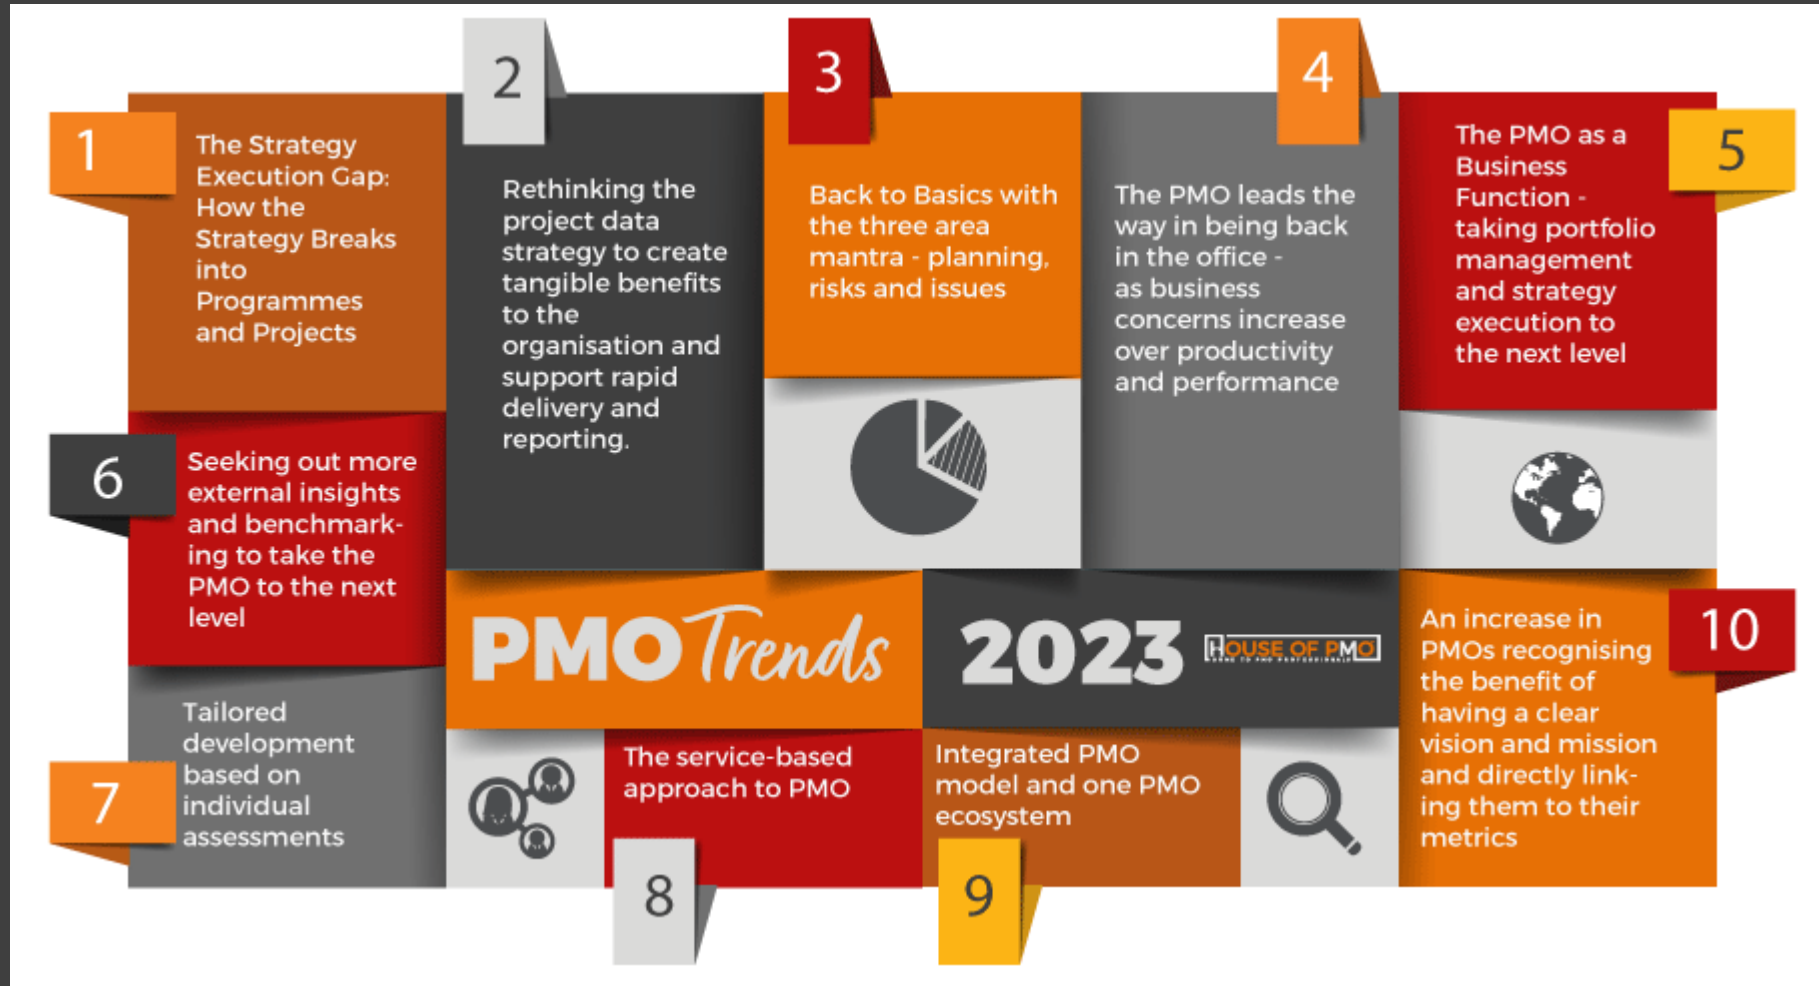 1
The Strategy
Execution Gap:
How the
Strategy Breaks
into
Programmes
and Projects
2
Rethinking the
project data
strategy to create
tangible benefits
to the
organisation and
support rapid
delivery and
reporting.
3
Back to Basics with
the three area
mantra - planning,
risks and issues
4
The PMO leads the
way in being back
in the office -
as business
concerns increase
over productivity
and performance
5
The PMO as a
Business
Function -
taking portfolio
management
and strategy
execution to
the next level
6
Seeking out more
external insights
and benchmark-
ing to take the
PMO to the next
level
PMO Trends
2023
HOUSE OF PMO
HOME TO PMO PROFESSIONALS
7
Tailored
development
based on
individual
assessments
8
The service-based
approach to PMO
9
Integrated PMO
model and one PMO
ecosystem
10
An increase in
PMOs recognising
the benefit of
having a clear
vision and mission
and directly link-
ing them to their
metrics